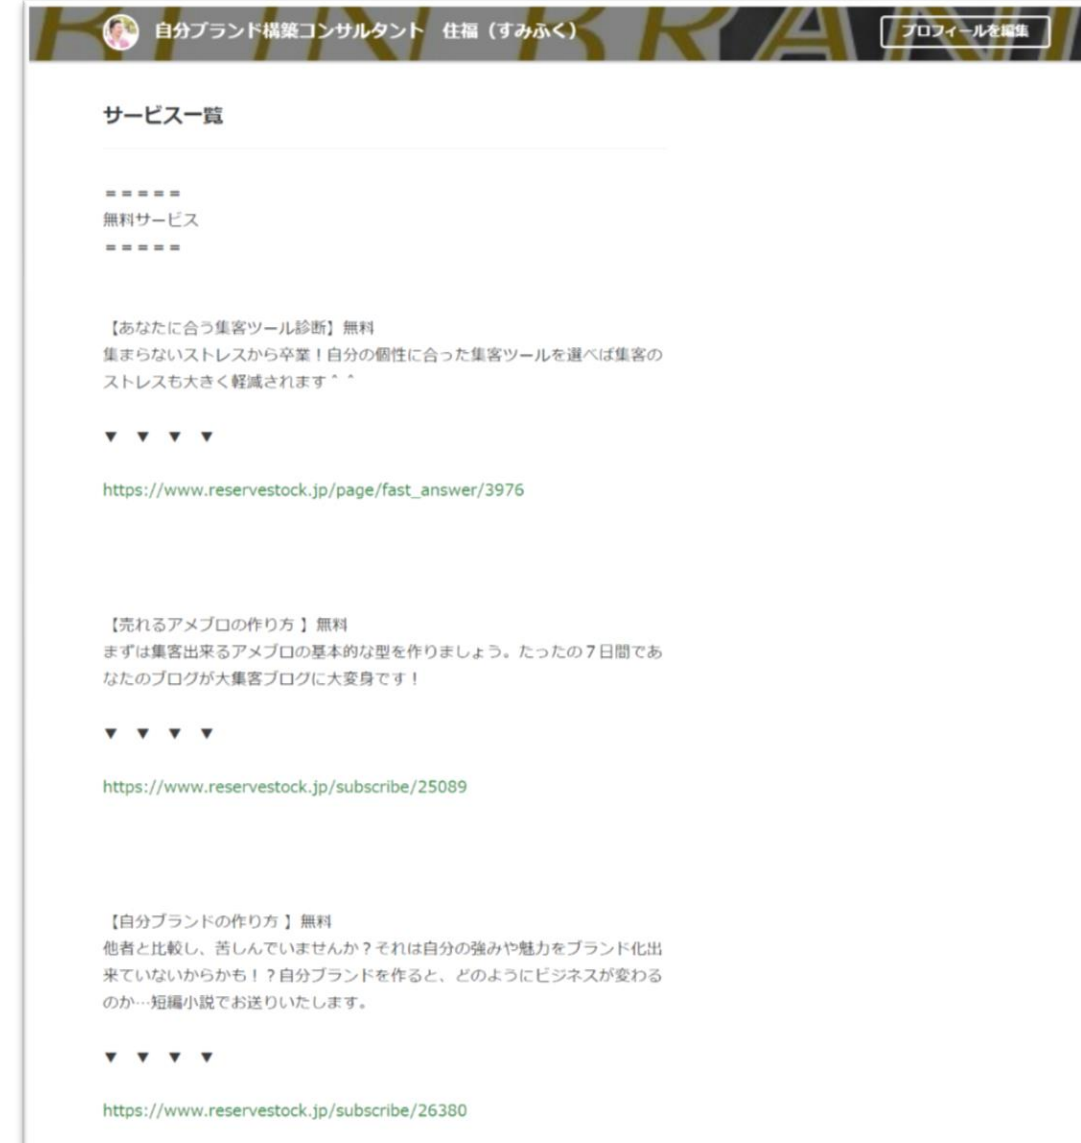 自分ブランド構築コンサルタント　住福（すみふく）
プロフィールを編集
サービス一覧
＝＝＝＝＝
無料サービス
＝＝＝＝＝
【あなたに合う集客ツール診断】無料
集まらないストレスから卒業！自分の個性に合った集客ツールを選べば集客の
ストレスも大きく軽減されます＾＾
▼　▼　▼　▼
https://www.reservestock.jp/page/fast_answer/3976
【売れるアメブロの作り方 】無料
まずは集客出来るアメブロの基本的な型を作りましょう。たったの７日間であ
なたのブログが大集客ブログに大変身です！
▼　▼　▼　▼
https://www.reservestock.jp/subscribe/25089
【自分ブランドの作り方 】無料
他者と比較し、苦しんでいませんか？それは自分の強みや魅力をブランド化出
来ていないからかも！？自分ブランドを作ると、どのようにビジネスが変わる
のか…短編小説でお送りいたします。
▼　▼　▼　▼
https://www.reservestock.jp/subscribe/26380